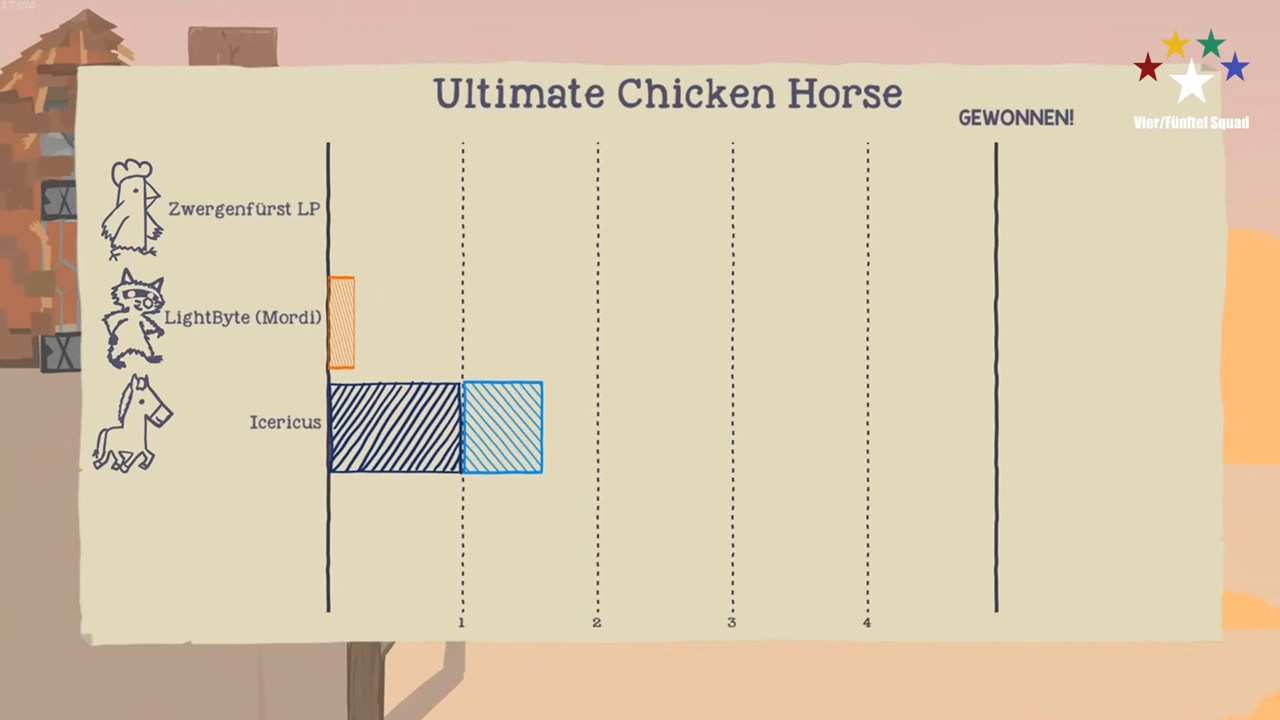 Ultimate Chicken Horse
GEWONNEN!
Vier/Fünftel Squad
Zwergenfürst LP
LightByte (Mordi)
Icericus
1 2 3 4